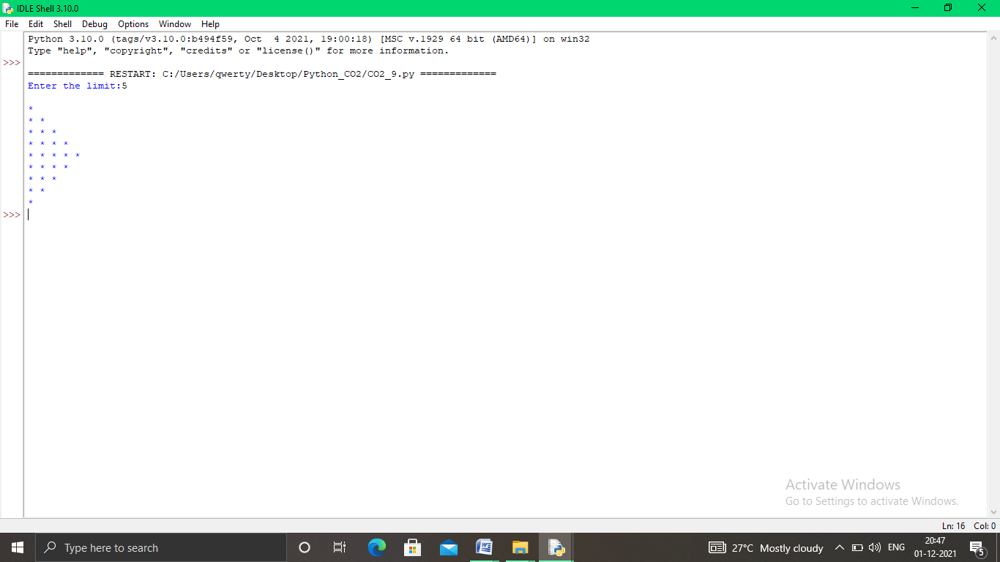 IDLE Shell 3.10.0
File Edit Shell Debug Options Window Help
Python 3.10.0 (tags/v3.10.0:b494f59, Oct  4 2021, 19:00:18) [MSC v.1929 64 bit (AMD64)] on win32
Type "help", "copyright", "credits" or "license()" for more information.
>>>
============= RESTART: C:/Users/qwerty/Desktop/Python_CO2/CO2_9.py =============
Enter the limit:5
*
* *
* * *
* * * *
* * * * *
* * * *
* * *
* *
*
>>>
Activate Windows
Go to Settings to activate Windows.
Ln: 16 Col: 0
Type here to search
27°C Mostly cloudy
ENG
20:47
01-12-2021
5